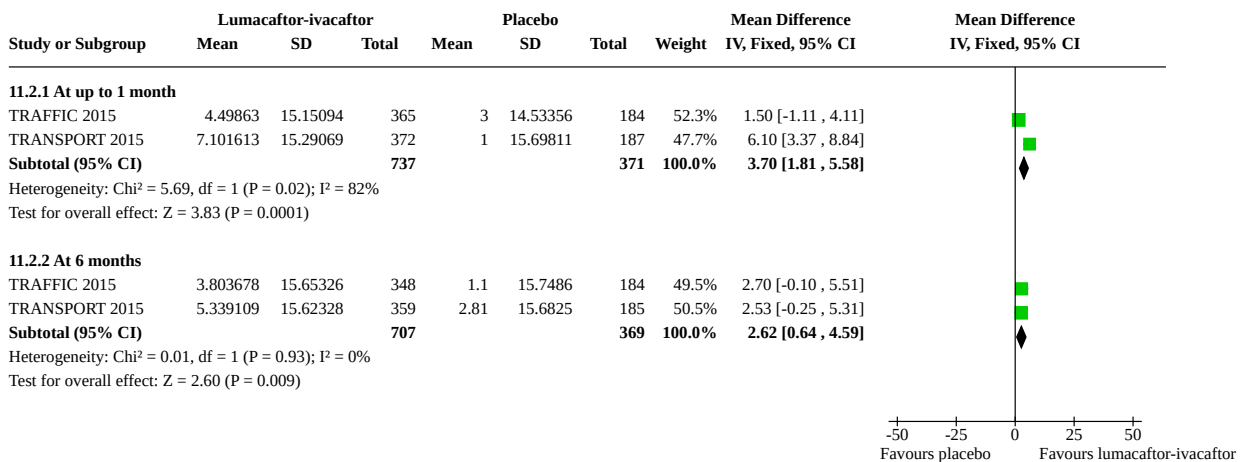 Lumacaftor-ivacaftor Placebo Mean Difference Mean Difference
Study or Subgroup Mean SD Total Mean SD Total Weight IV, Fixed, 95% CI IV, Fixed, 95% CI
11.2.1 At up to 1 month
TRAFFIC 2015 4.49863 15.15094 365 3 14.53356 184 52.3% 1.50 [-1.11 , 4.11]
TRANSPORT 2015 7.101613 15.29069 372 1 15.69811 187 47.7% 6.10 [3.37 , 8.84]
Subtotal (95% CI) 737 371 100.0% 3.70 [1.81 , 5.58]
Heterogeneity: Chi² = 5.69, df = 1 (P = 0.02); I² = 82%
Test for overall effect: Z = 3.83 (P = 0.0001)
11.2.2 At 6 months
TRAFFIC 2015 3.803678 15.65326 348 1.1 15.7486 184 49.5% 2.70 [-0.10 , 5.51]
TRANSPORT 2015 5.339109 15.62328 359 2.81 15.6825 185 50.5% 2.53 [-0.25 , 5.31]
Subtotal (95% CI) 707 369 100.0% 2.62 [0.64 , 4.59]
Heterogeneity: Chi² = 0.01, df = 1 (P = 0.93); I² = 0%
Test for overall effect: Z = 2.60 (P = 0.009)
-50 -25 0 25 50
Favours placebo Favours lumacaftor-ivacaftor